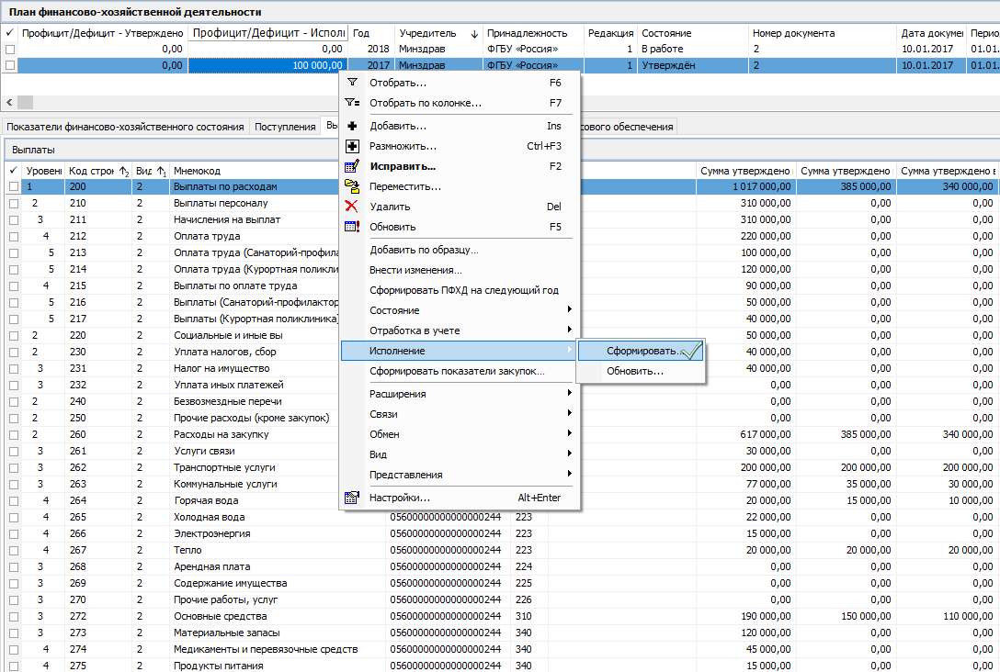 План финансово-хозяйственной деятельности
Профицит/Дефицит - Утверждено Профицит/Дефицит - Исполн Год Учредитель Принадлежность Редакция Состояние Номер документа Дата докумен Перио
0,00 0,00 2018 Минздрав ФГБУ «Россия» 1 В работе 2 10.01.2017 01.01.
0,00 100 000,00 2017 Минздрав ФГБУ «Россия» 1 Утверждён 2 10.01.2017 01.01.
Отобрать... F6
Отобрать по колонке... F7
Добавить... Ins
Размножить... Ctrl+F3
Исправить... F2
Переместить...
Удалить Del
Обновить F5
Добавить по образцу...
Внести изменения...
Сформировать ПФХД на следующий год
Состояние
Отработка в учете
Исполнение
Сформировать показатели закупок...
Расширения
Связи
Обмен
Вид
Представления
Настройки... Alt+Enter
Сформировать...
Обновить...
Показатели финансово-хозяйственного состояния Поступления Вы сового обеспечения
Выплаты
Уровень Код строк 2 Вид 1 Мнемокод Сумма утверждено Сумма утверждено Сумма утверждено в
1 200 2 Выплаты по расходам 1 017 000,00 385 000,00 340 000,00
2 210 2 Выплаты персоналу 310 000,00 0,00 0,00
3 211 2 Начисления на выплат 310 000,00 0,00 0,00
4 212 2 Оплата труда 220 000,00 0,00 0,00
5 213 2 Оплата труда (Санаторий-профила 100 000,00 0,00 0,00
5 214 2 Оплата труда (Курортная поликли 120 000,00 0,00 0,00
4 215 2 Выплаты по оплате труда 90 000,00 0,00 0,00
5 216 2 Выплаты (Санаторий-профилактор 50 000,00 0,00 0,00
5 217 2 Выплаты (Курортная поликлиника) 40 000,00 0,00 0,00
2 220 2 Социальные и иные вы 50 000,00 0,00 0,00
2 230 2 Уплата налогов, сбор 40 000,00 0,00 0,00
3 231 2 Налог на имущество 40 000,00 0,00 0,00
3 232 2 Уплата иных платежей 0,00 0,00 0,00
2 240 2 Безвозмездные перечи 0,00 0,00 0,00
2 250 2 Прочие расходы (кроме закупок) 0,00 0,00 0,00
2 260 2 Расходы на закупку 617 000,00 385 000,00 340 000,00
3 261 2 Услуги связи 30 000,00 0,00 0,00
3 262 2 Транспортные услуги 200 000,00 200 000,00 200 000,00
3 263 2 Коммунальные услуги 77 000,00 35 000,00 30 000,00
4 264 2 Горячая вода 20 000,00 15 000,00 10 000,00
4 265 2 Холодная вода 05600000000000000244 223 22 000,00 0,00 0,00
4 266 2 Электроэнергия 05600000000000000244 223 15 000,00 0,00 0,00
4 267 2 Тепло 05600000000000000244 223 20 000,00 20 000,00 20 000,00
3 268 2 Арендная плата 05600000000000000244 224 0,00 0,00 0,00
3 269 2 Содержание имущества 05600000000000000244 225 0,00 0,00 0,00
3 270 2 Прочие работы, услуг 05600000000000000244 226 0,00 0,00 0,00
3 272 2 Основные средства 05600000000000000244 310 190 000,00 150 000,00 110 000,00
3 273 2 Материальные запасы 05600000000000000244 340 120 000,00 0,00 0,00
4 274 2 Медикаменты и перевязочные средств 05600000000000000244 340 45 000,00 0,00 0,00
4 275 2 Продукты питания 05600000000000000244 340 15 000,00 0,00 0,00